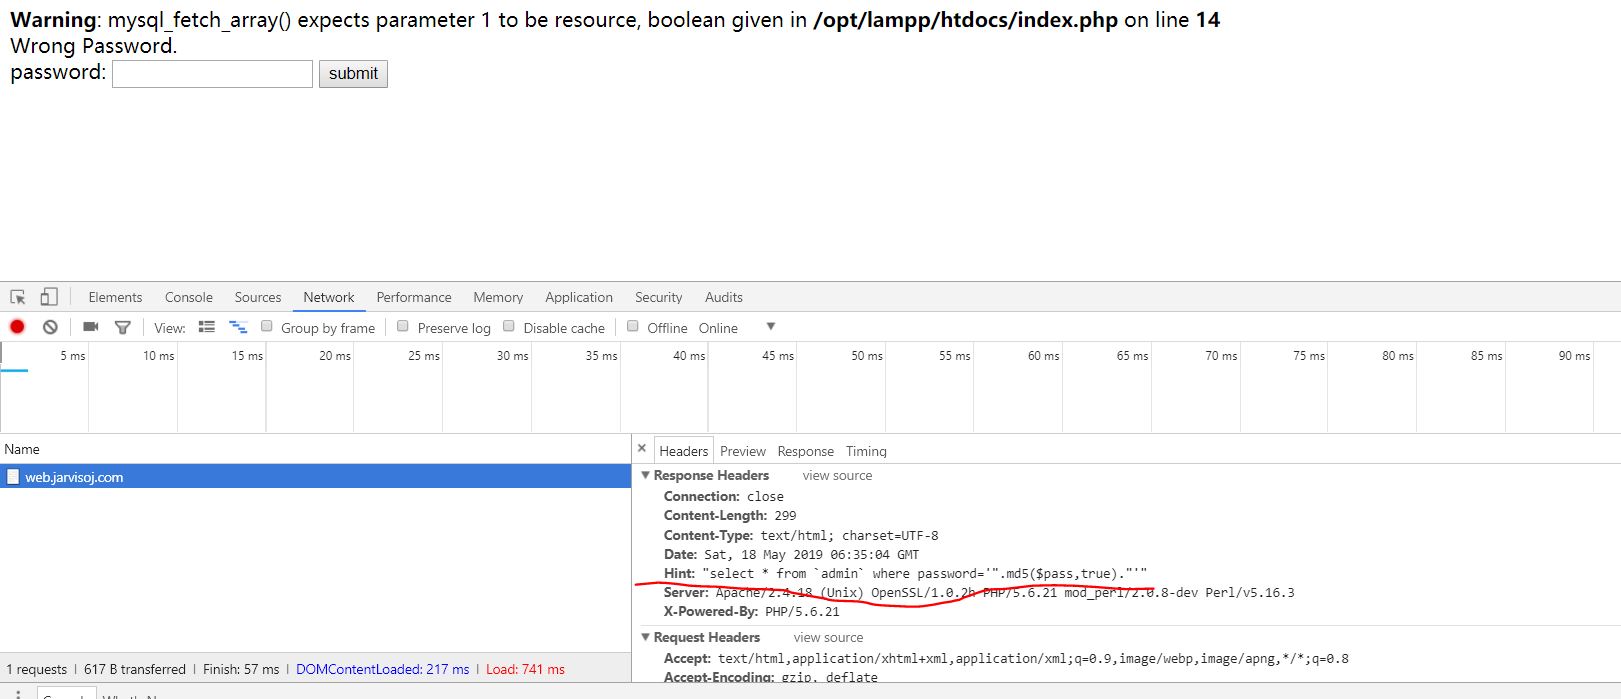 Warning: mysql_fetch_array() expects parameter 1 to be resource, boolean given in /opt/lampp/htdocs/index.php on line 14
Wrong Password.
password: submit
Elements Console Sources Network Performance Memory Application Security Audits
View: Group by frame Preserve log Disable cache Offline Online
5 ms 10 ms 15 ms 20 ms 25 ms 30 ms 35 ms 40 ms 45 ms 50 ms 55 ms 60 ms 65 ms 70 ms 75 ms 80 ms 85 ms 90 ms
Name
web.jarvisoj.com
1 requests | 617 B transferred | Finish: 57 ms | DOMContentLoaded: 217 ms | Load: 741 ms
× Headers Preview Response Timing
Response Headers view source
Connection: close
Content-Length: 299
Content-Type: text/html; charset=UTF-8
Date: Sat, 18 May 2019 06:35:04 GMT
Hint: "select * from `admin` where password='".md5($pass,true)."'"
Server: Apache/2.4.18 (Unix) OpenSSL/1.0.2h PHP/5.6.21 mod_perl/2.0.8-dev Perl/v5.16.3
X-Powered-By: PHP/5.6.21
Request Headers view source
Accept: text/html,application/xhtml+xml,application/xml;q=0.9,image/webp,image/apng,*/*;q=0.8
Accept-Encoding: gzip, deflate